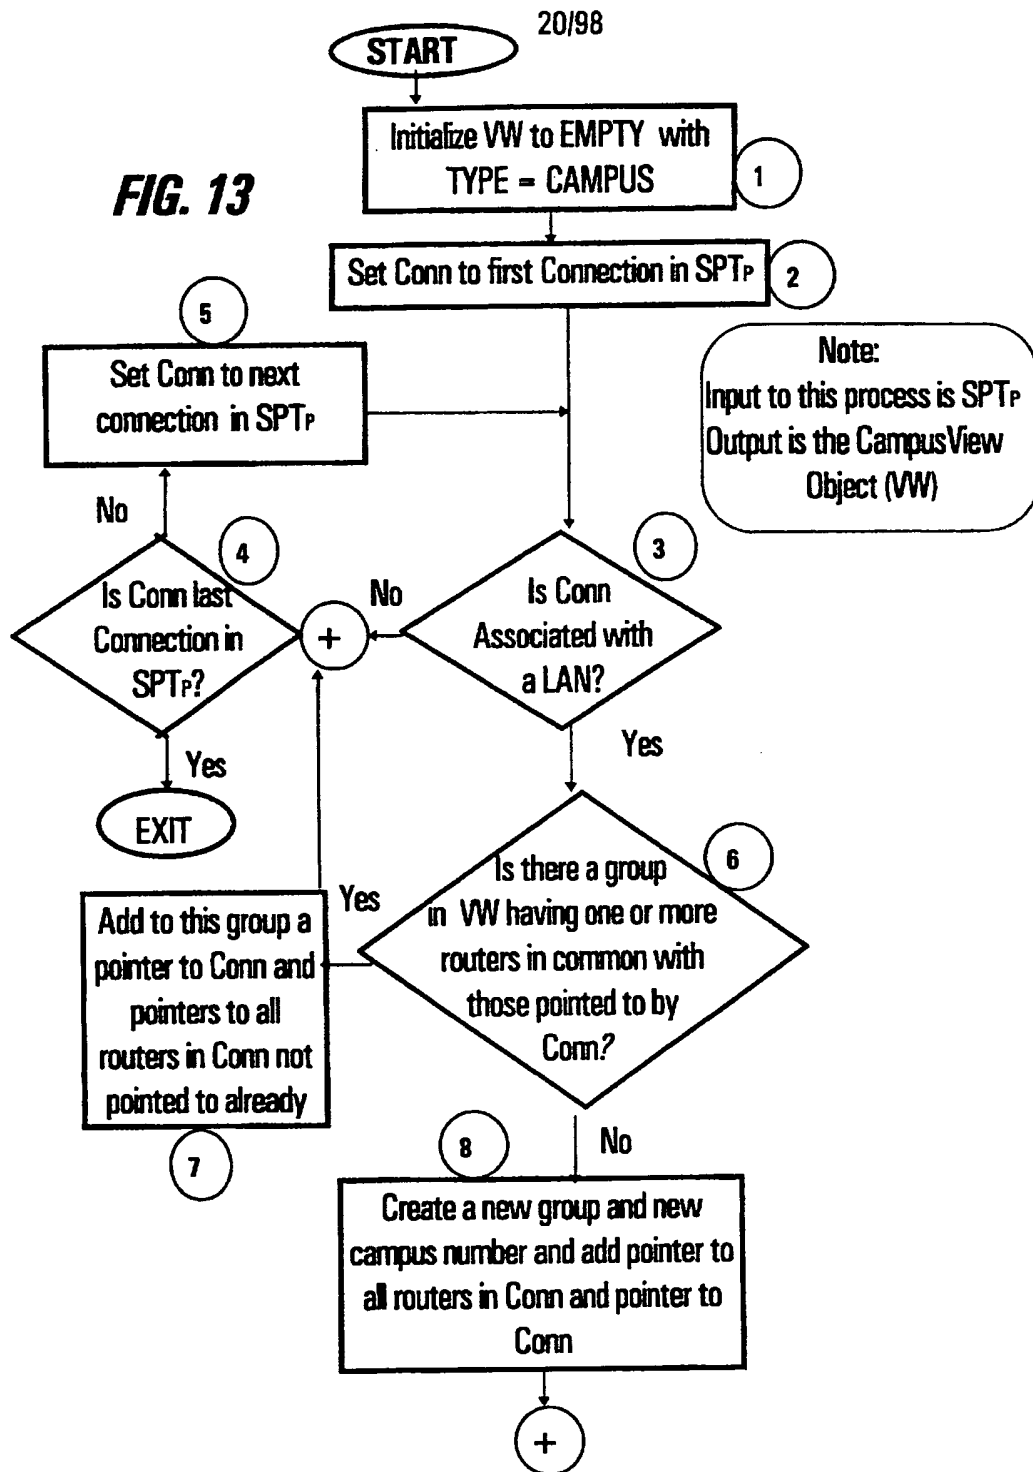 20/98
START
Initialize VW to EMPTY with
TYPE = CAMPUS
1
FIG. 13
Set Conn to first Connection in SPTP
2
5
Set Conn to next
connection in SPTP
Note:
Input to this process is SPTP
Output is the CampusView
Object (VW)
No
4
Is Conn last
Connection in
SPTP?
+
No
3
Is Conn
Associated with
a LAN?
Yes
EXIT
Yes
6
Is there a group
in VW having one or more
routers in common with
those pointed to by
Conn?
Yes
Add to this group a
pointer to Conn and
pointers to all
routers in Conn not
pointed to already
7
No
8
Create a new group and new
campus number and add pointer to
all routers in Conn and pointer to
Conn
+